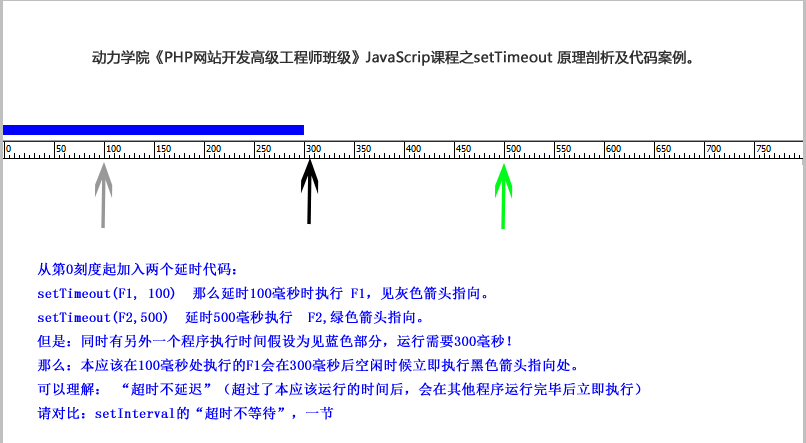 动力学院《PHP网站开发高级工程师班级》JavaScrip课程之setTimeout 原理剖析及代码案例。
0 50 100 150 200 250 300 350 400 450 500 550 600 650 700 750
从第0刻度起加入两个延时代码：
setTimeout(F1, 100) 那么延时100毫秒时执行 F1，见灰色箭头指向。
setTimeout(F2,500) 延时500毫秒执行 F2,绿色箭头指向。
但是：同时有另外一个程序执行时间假设为见蓝色部分，运行需要300毫秒！
那么：本应该在100毫秒处执行的F1会在300毫秒后空闲时候立即执行黑色箭头指向处。
可以理解： “超时不延迟”（超过了本应该运行的时间后，会在其他程序运行完毕后立即执行）
请对比：setInterval的“超时不等待”，一节